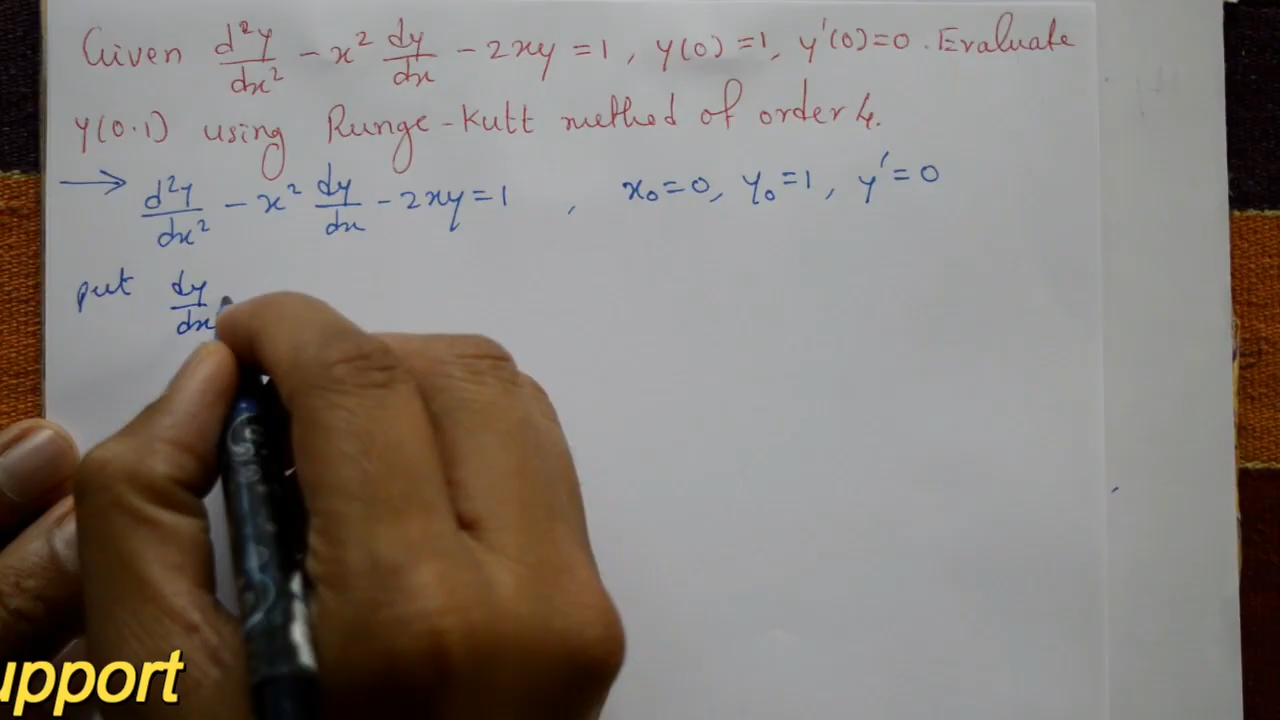 Given d²y/dx² - x² dy/dx - 2xy = 1, y(0) = 1, y'(0) = 0. Evaluate
y(0.1) using Runge-Kutt method of order 4.
→ d²y/dx² - x² dy/dx - 2xy = 1 , x₀ = 0, y₀ = 1, y' = 0
put dy/dx
upport